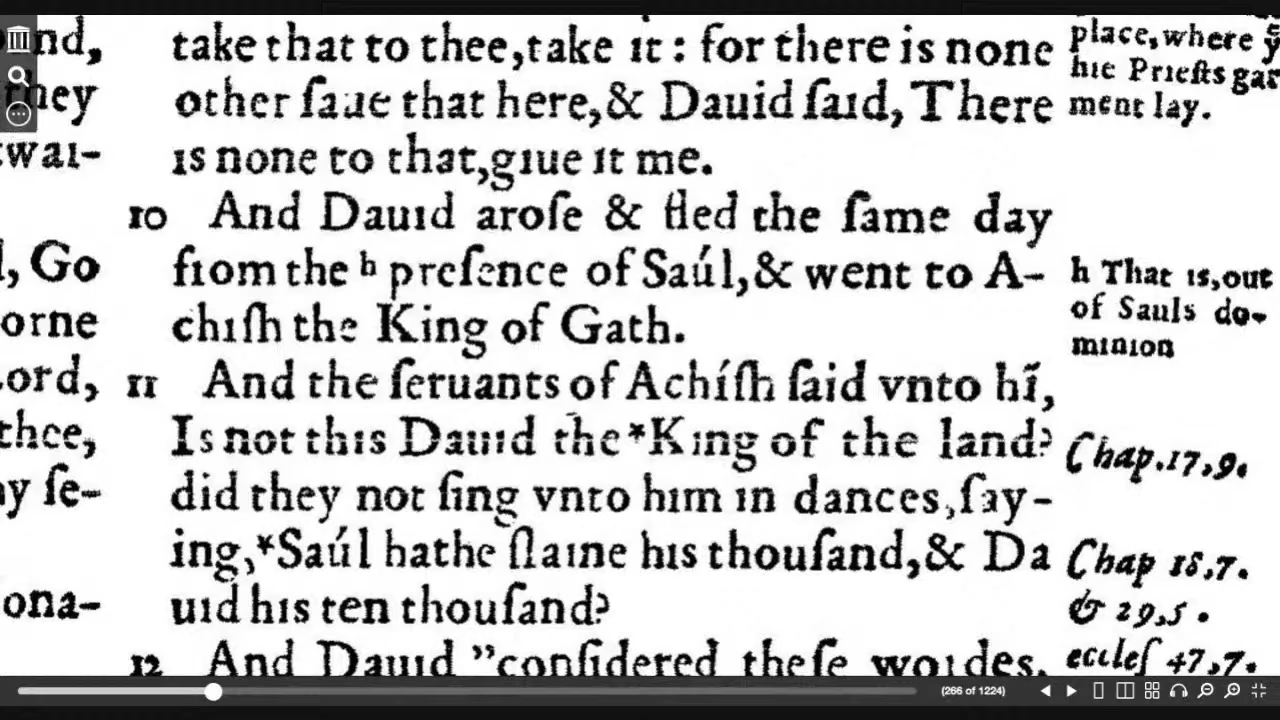 nd,
they
twai-
, Go
orne
ord,
thee,
ny ſe-
ona-
take that to thee, take it: for there is none
other ſaue that here, & Dauid ſaid, There
is none to that, giue it me.
10 And Dauid aroſe & fled the ſame day
from the h preſence of Saúl, & went to A-
chiſh the King of Gath.
11 And the ſeruants of Achíſh ſaid vnto hĩ,
Is not this Dauid the *King of the land?
did they not ſing vnto him in dances, ſay-
ing, *Saúl hathe ſlaine his thouſand, & Da
uid his ten thouſand?
12 And Dauid "conſidered theſe wordes,
place, where
hie Prieſts gar
ment lay.
h That is, out
of Sauls do-
minion
Chap. 17, 9.
Chap 18, 7.
& 29, 5.
eccleſ 47, 7.
(266 of 1224)